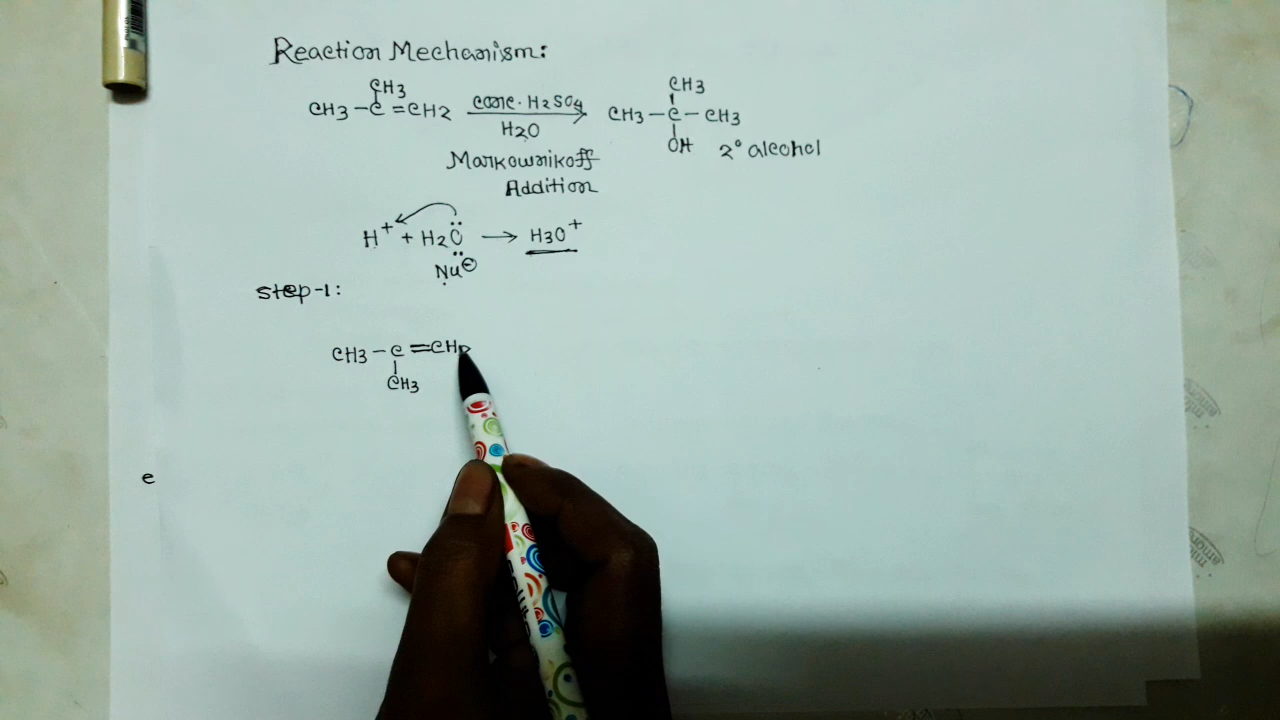 Reaction Mechanism:
CH3
CH3-C=CH2 conc. H2SO4 H2O
CH3
CH3-C-CH3
OH 2° alcohol
Markownikoff
Addition
H+ + H2Ö → H3O+
Nu⊖
step-1:
CH3-C=CH2
CH3
e